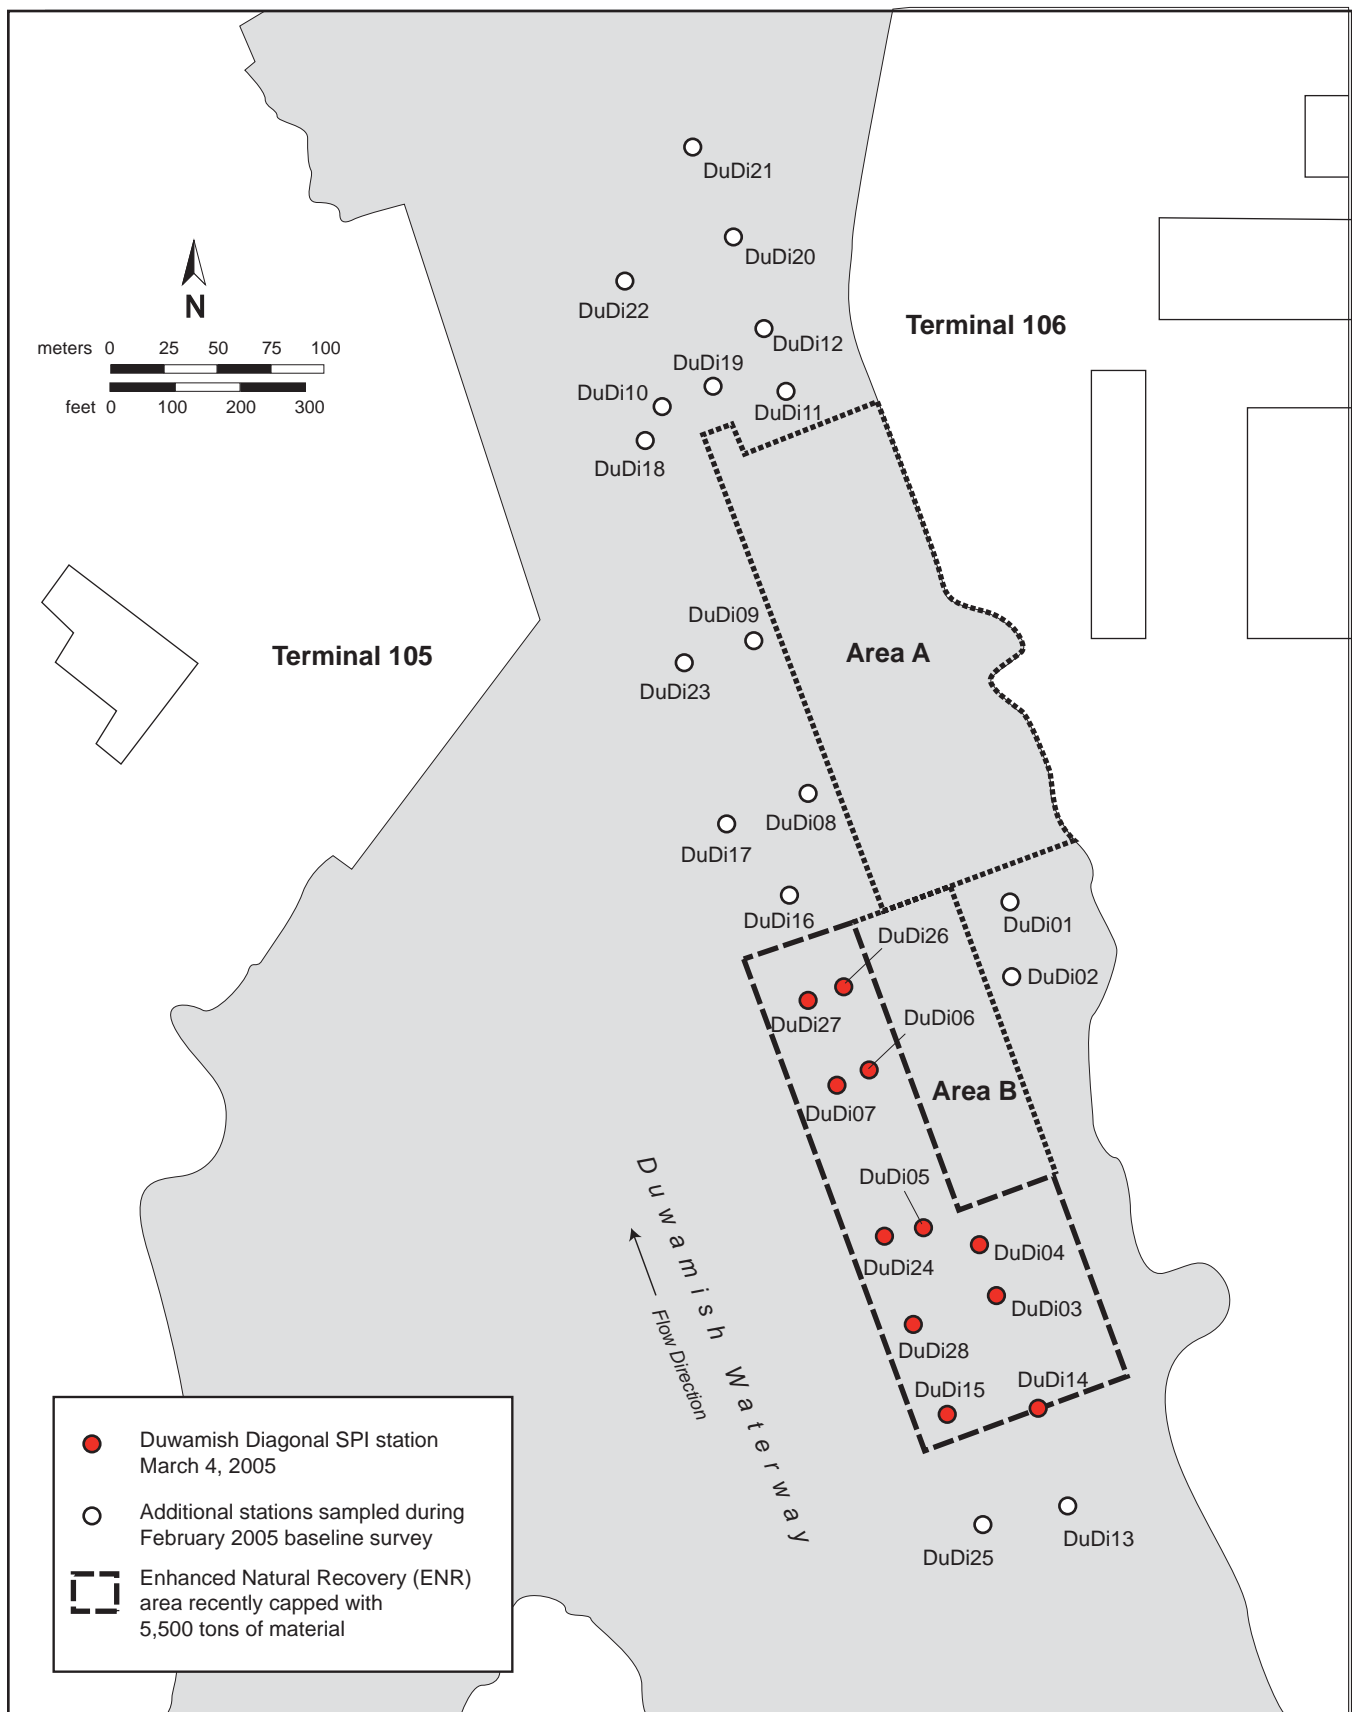 DuDi21
DuDi20
DuDi22
N
Terminal 106
DuDi12
meters 0 25 50 75 100
DuDi19
DuDi10
feet 0 100 200 300
DuDi11
DuDi18
DuDi09
Terminal 105
Area A
DuDi23
DuDi08
DuDi17
DuDi16
DuDi01
DuDi26
DuDi02
DuDi27
DuDi06
Area B
DuDi07
DuDi05
DuDi04
DuDi24
DuDi03
DuDi28
DuDi14
DuDi15
Duwamish Waterway
Flow Direction
DuDi13
DuDi25
Duwamish Diagonal SPI station
March 4, 2005
Additional stations sampled during
February 2005 baseline survey
Enhanced Natural Recovery (ENR)
area recently capped with
5,500 tons of material